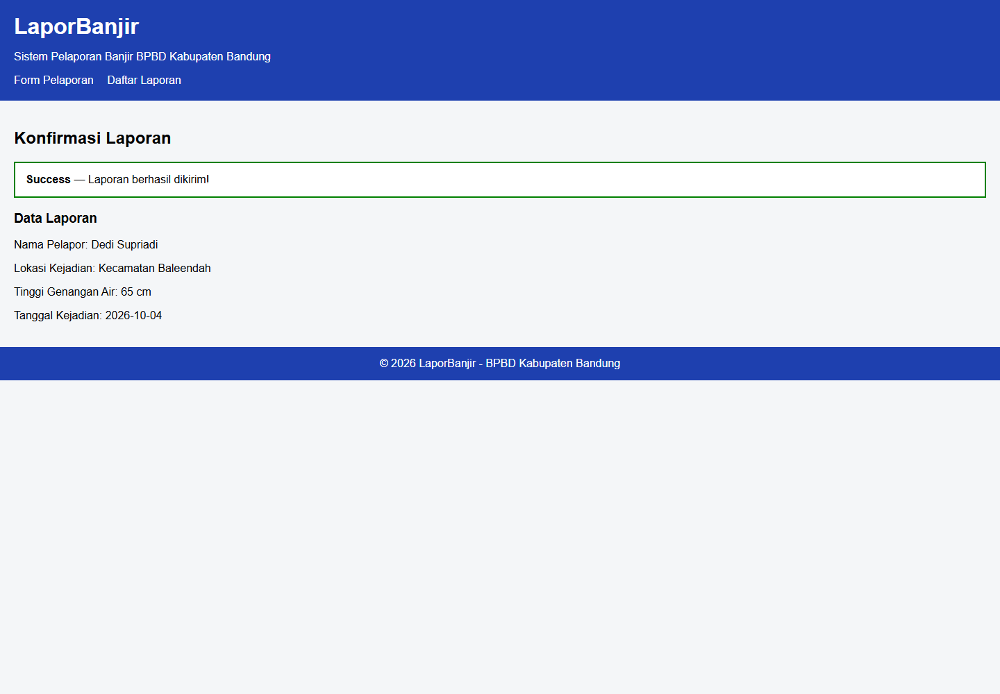 LaporBanjir
Sistem Pelaporan Banjir BPBD Kabupaten Bandung
Form Pelaporan Daftar Laporan
Konfirmasi Laporan
Success — Laporan berhasil dikirim!
Data Laporan
Nama Pelapor: Dedi Supriadi
Lokasi Kejadian: Kecamatan Baleendah
Tinggi Genangan Air: 65 cm
Tanggal Kejadian: 2026-10-04
© 2026 LaporBanjir - BPBD Kabupaten Bandung